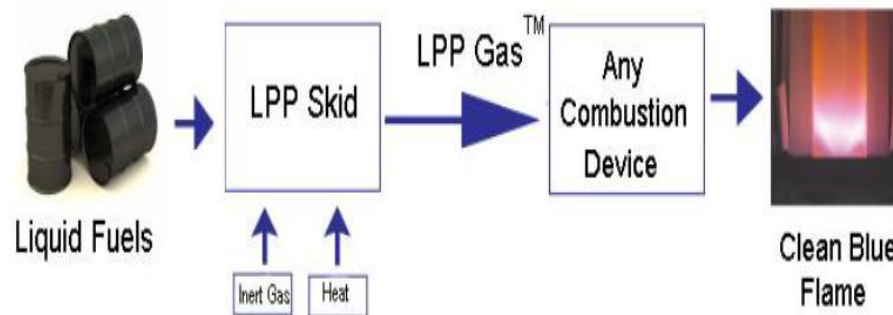 Liquid Fuels
LPP Skid
Inert Gas
Heat
LPP Gas™
Any
Combustion
Device
Clean Blue
Flame